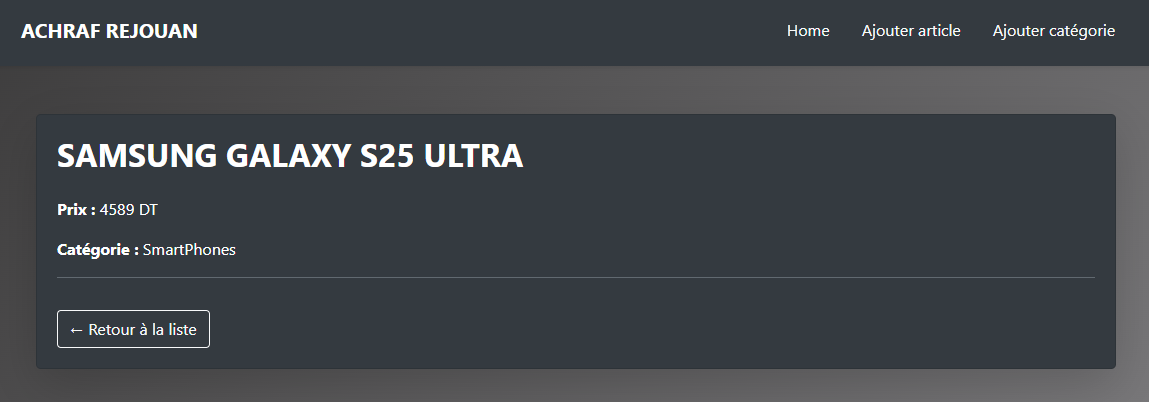 ACHRAF REJOUAN
Home Ajouter article Ajouter catégorie
SAMSUNG GALAXY S25 ULTRA
Prix : 4589 DT
Catégorie : SmartPhones
← Retour à la liste